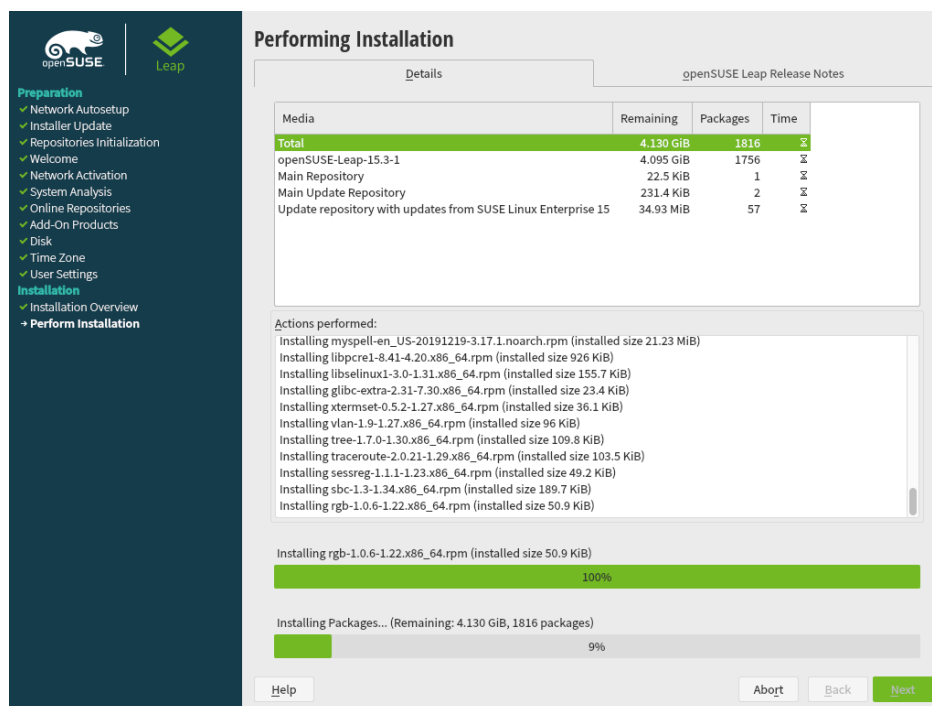 openSUSE
Leap
Preparation
Network Autosetup
Installer Update
Repositories Initialization
Welcome
Network Activation
System Analysis
Online Repositories
Add-On Products
Disk
Time Zone
User Settings
Installation
Installation Overview
Perform Installation
Performing Installation
Details
openSUSE Leap Release Notes
Media Remaining Packages Time
Total 4.130 GiB 1816
openSUSE-Leap-15.3-1 4.095 GiB 1756
Main Repository 22.5 KiB 1
Main Update Repository 231.4 KiB 2
Update repository with updates from SUSE Linux Enterprise 15 34.93 MiB 57
Actions performed:
Installing myspell-en_US-20191219-3.17.1.noarch.rpm (installed size 21.23 MiB)
Installing libpcre1-8.41-4.20.x86_64.rpm (installed size 926 KiB)
Installing libselinux1-3.0-1.31.x86_64.rpm (installed size 155.7 KiB)
Installing glibc-extra-2.31-7.30.x86_64.rpm (installed size 23.4 KiB)
Installing xtermset-0.5.2-1.27.x86_64.rpm (installed size 36.1 KiB)
Installing vlan-1.9-1.27.x86_64.rpm (installed size 96 KiB)
Installing tree-1.7.0-1.30.x86_64.rpm (installed size 109.8 KiB)
Installing traceroute-2.0.21-1.29.x86_64.rpm (installed size 103.5 KiB)
Installing sessreg-1.1.1-1.23.x86_64.rpm (installed size 49.2 KiB)
Installing sbc-1.3-1.34.x86_64.rpm (installed size 189.7 KiB)
Installing rgb-1.0.6-1.22.x86_64.rpm (installed size 50.9 KiB)
Installing rgb-1.0.6-1.22.x86_64.rpm (installed size 50.9 KiB)
100%
Installing Packages... (Remaining: 4.130 GiB, 1816 packages)
9%
Help
Abort
Back
Next